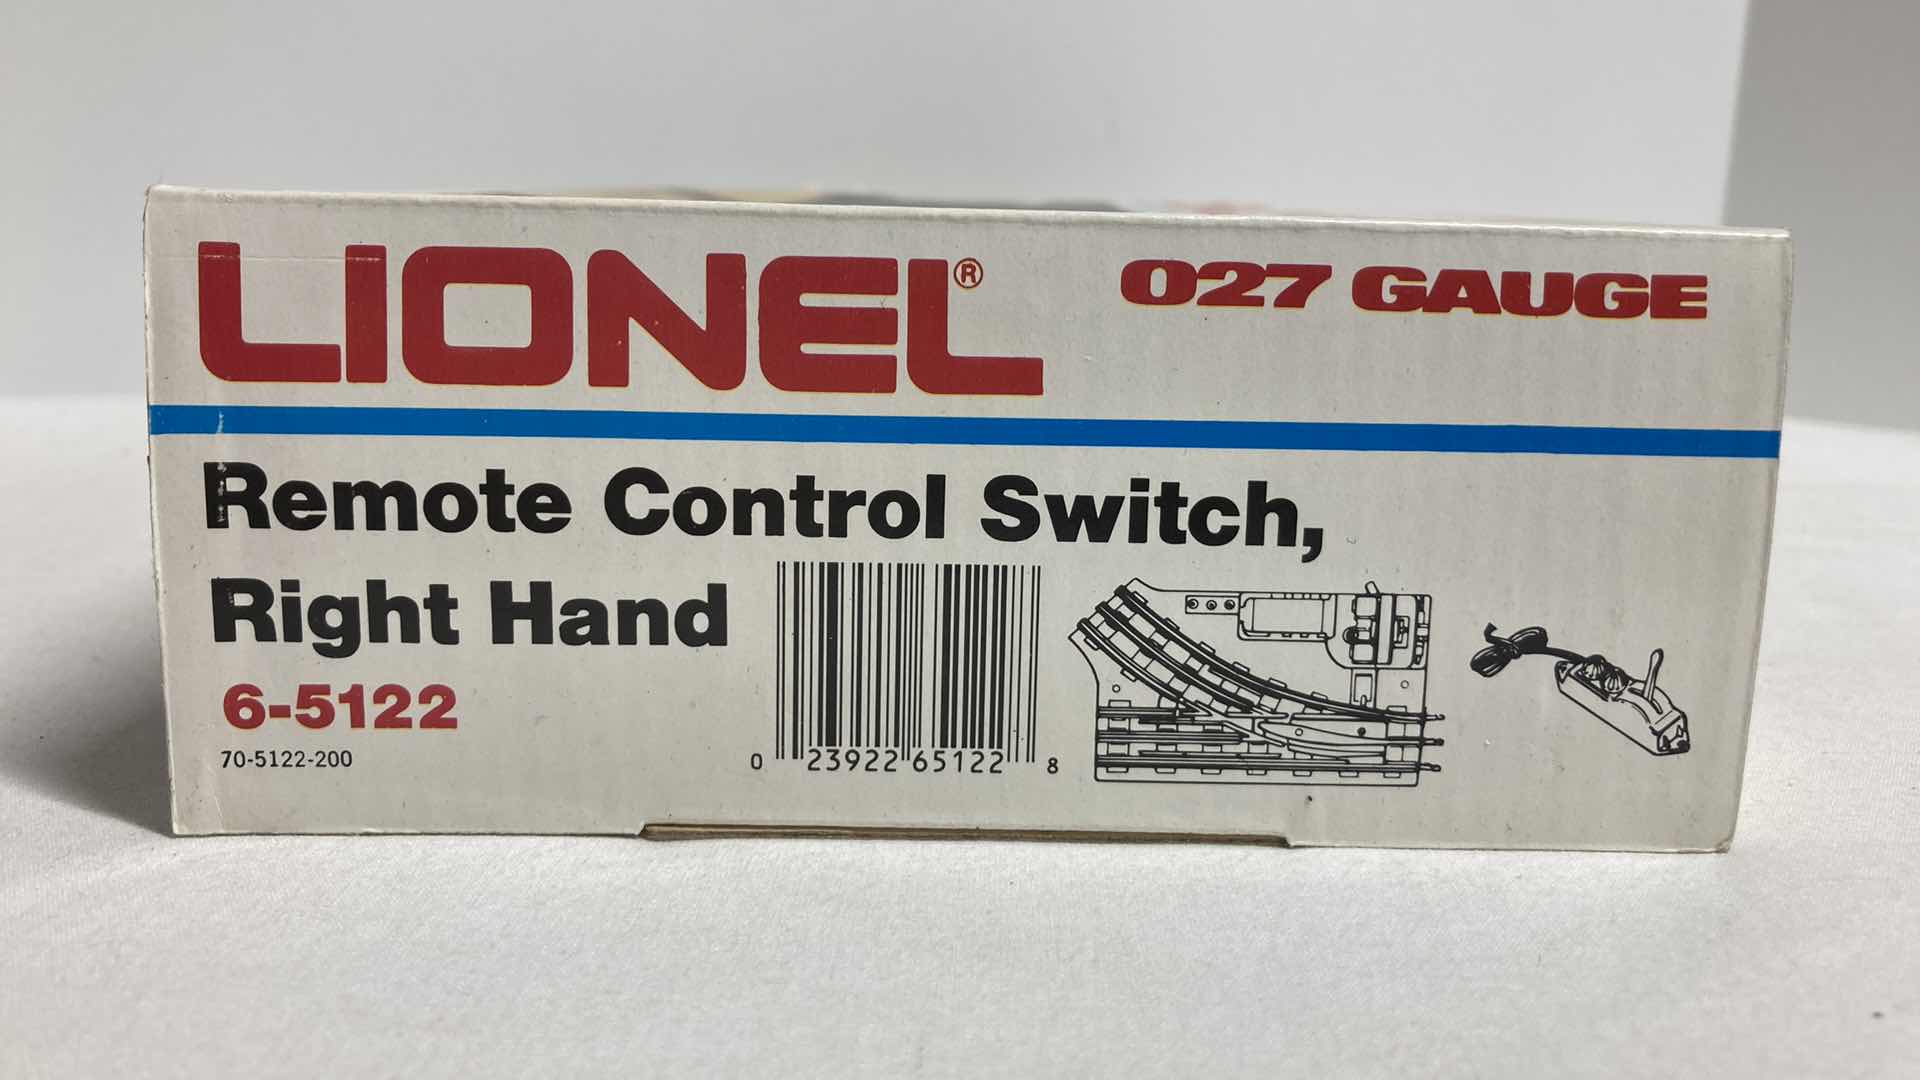 LIONEL®
027 GAUGE
Remote Control Switch,
Right Hand
6-5122
70-5122-200
0 23922 65122 8